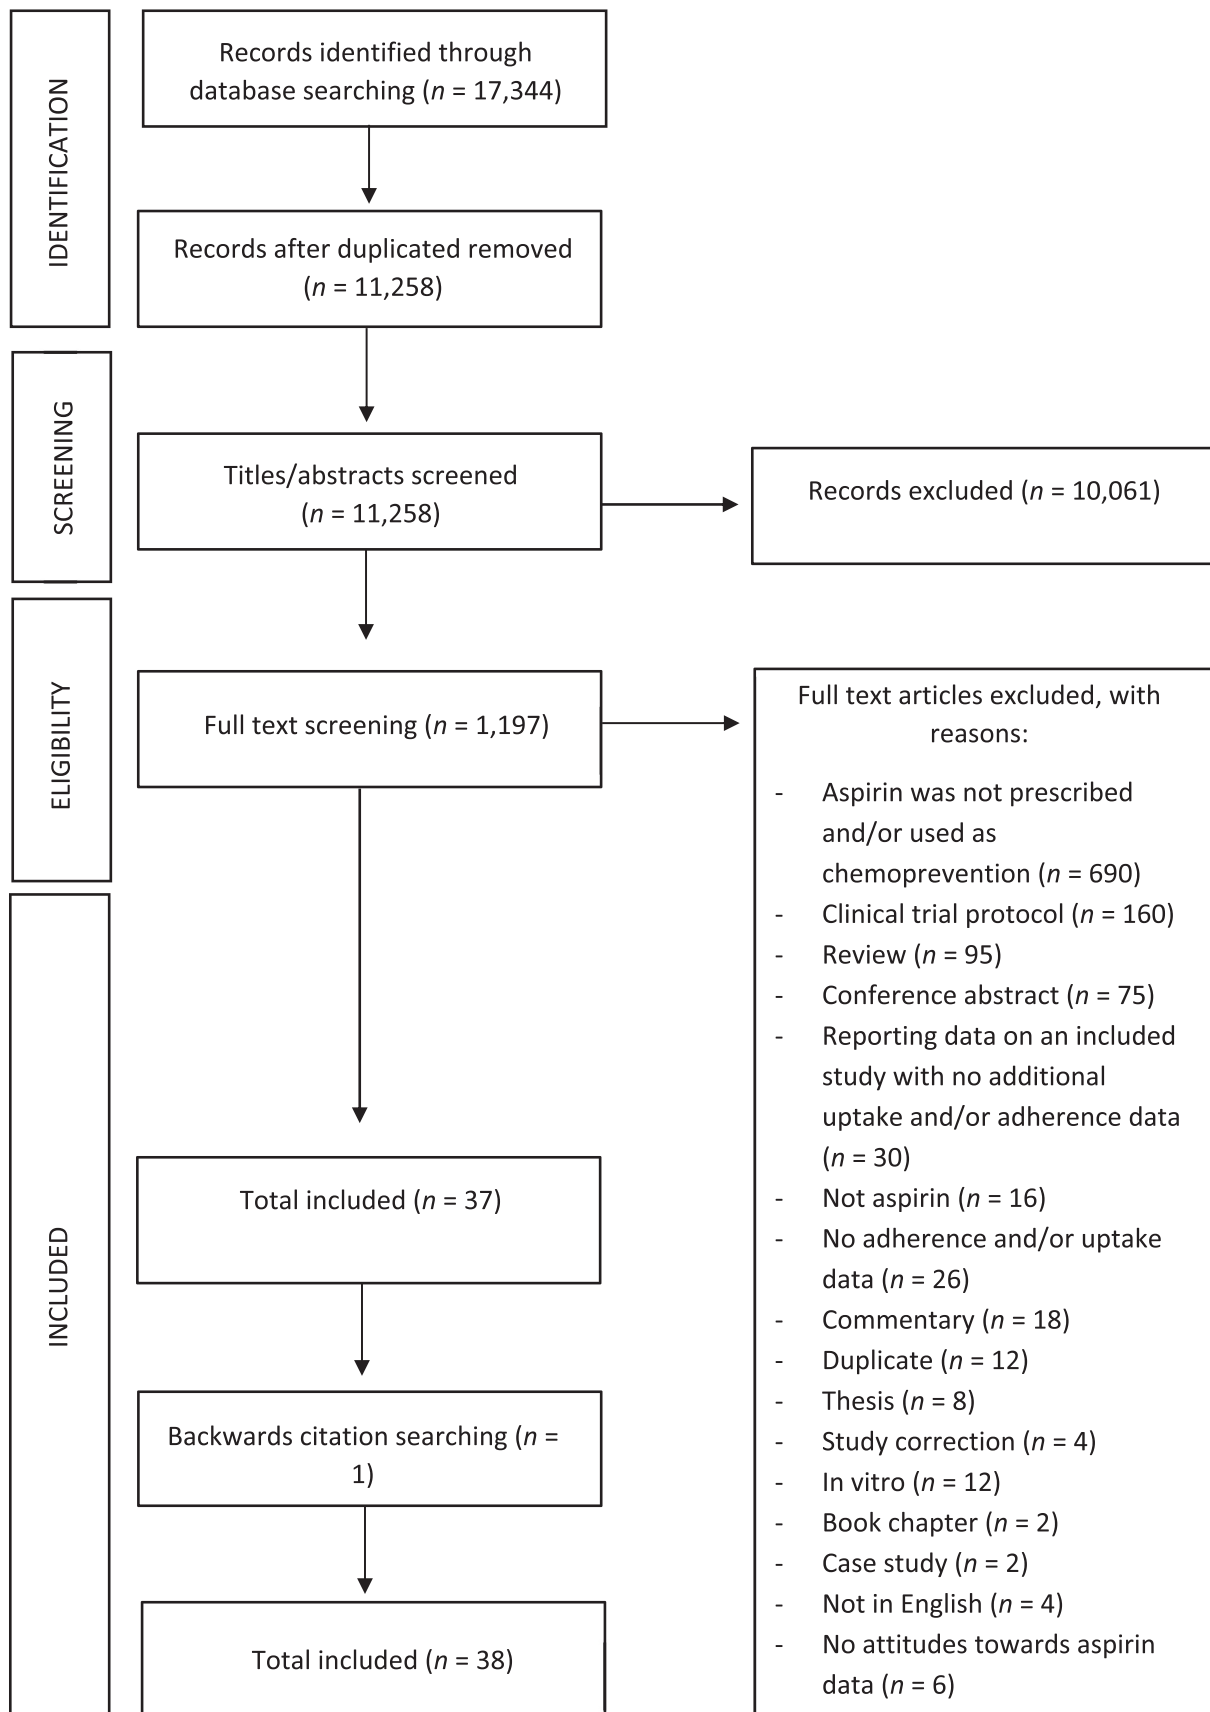 IDENTIFICATION
Records identified through
database searching (n = 17,344)
Records after duplicated removed
(n = 11,258)
SCREENING
Titles/abstracts screened
(n = 11,258)
Records excluded (n = 10,061)
ELIGIBILITY
Full text screening (n = 1,197)
Full text articles excluded, with
reasons:
- Aspirin was not prescribed
and/or used as
chemoprevention (n = 690)
- Clinical trial protocol (n = 160)
- Review (n = 95)
- Conference abstract (n = 75)
- Reporting data on an included
study with no additional
uptake and/or adherence data
(n = 30)
- Not aspirin (n = 16)
- No adherence and/or uptake
data (n = 26)
- Commentary (n = 18)
- Duplicate (n = 12)
- Thesis (n = 8)
- Study correction (n = 4)
- In vitro (n = 12)
- Book chapter (n = 2)
- Case study (n = 2)
- Not in English (n = 4)
- No attitudes towards aspirin
data (n = 6)
INCLUDED
Total included (n = 37)
Backwards citation searching (n =
1)
Total included (n = 38)